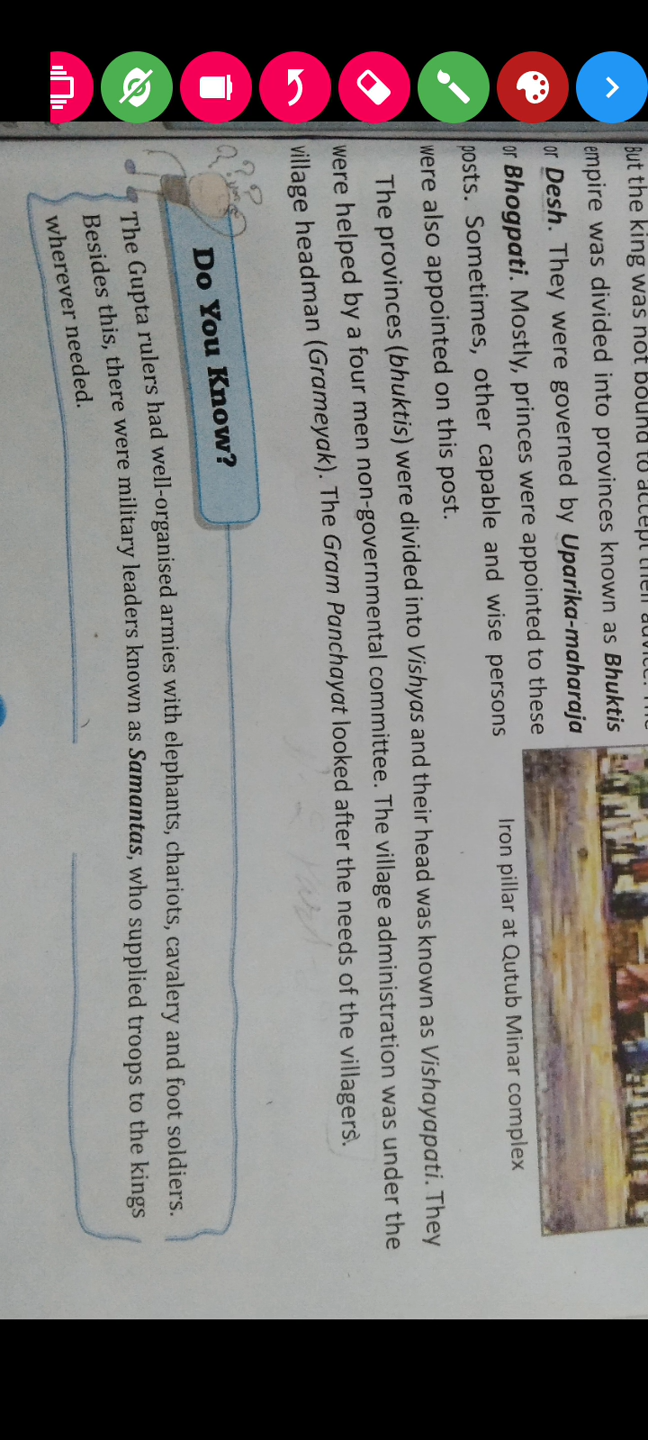 But the king was not bound to accept their advice. The
empire was divided into provinces known as Bhuktis
or Desh. They were governed by Uparika-maharaja
or Bhogpati. Mostly, princes were appointed to these
posts. Sometimes, other capable and wise persons
were also appointed on this post.
Iron pillar at Qutub Minar complex
The provinces (bhuktis) were divided into Vishyas and their head was known as Vishayapati. They
were helped by a four men non-governmental committee. The village administration was under the
village headman (Grameyak). The Gram Panchayat looked after the needs of the villagers.
Do You Know?
The Gupta rulers had well-organised armies with elephants, chariots, cavalery and foot soldiers.
Besides this, there were military leaders known as Samantas, who supplied troops to the kings
wherever needed.